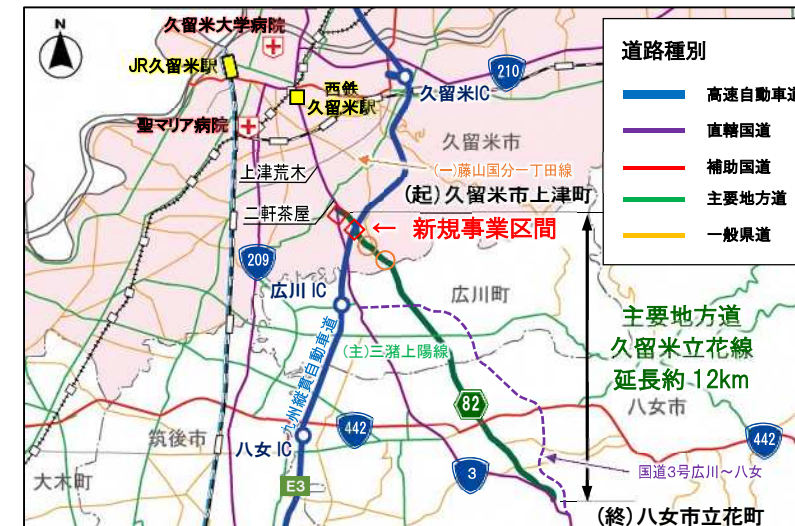 N
久留米大学病院
JR久留米駅
西鉄
久留米駅
聖マリア病院
久留米IC
210
久留米市
(一)藤山国分一丁田線
上津荒木
(起)久留米市上津町
二軒茶屋
← 新規事業区間
209
広川IC
広川町
(主)三潴上陽線
九州縦貫自動車道
主要地方道
久留米立花線
延長約12km
82
八女市
442
442
筑後市
八女IC
大木町
3
E3
国道3号広川～八女
(終)八女市立花町
道路種別
高速自動車道
直轄国道
補助国道
主要地方道
一般県道